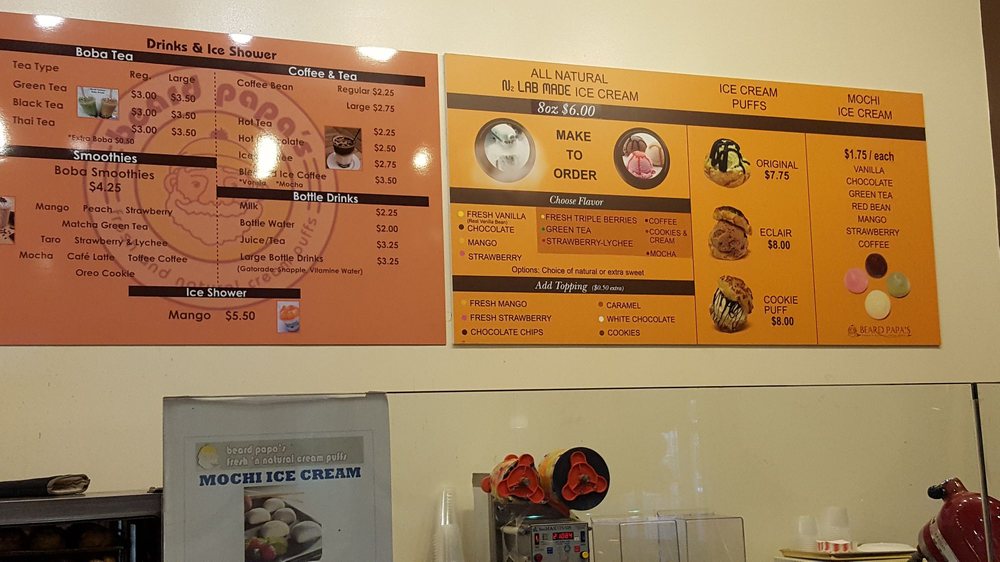 Drinks & Ice Shower
Boba Tea
Tea Type Reg. Large
Green Tea $3.00 $3.50
Black Tea $3.00 $3.50
Thai Tea $3.00 $3.50
*Extra Boba $0.50
Smoothies
Boba Smoothies
$4.25
Mango Peach Strawberry
Matcha Green Tea
Taro Strawberry & Lychee
Mocha Café Latte Toffee Coffee
Oreo Cookie
Coffee & Tea
Coffee Bean Regular $2.25
Large $2.75
Hot Tea $2.25
Hot $2.50
$2.75
Ice Coffee $3.50
*Vanilla *Mocha
Bottle Drinks
Milk $2.25
Bottle Water $2.00
Juice/Tea $3.25
Large Bottle Drinks $3.25
(Gatorade, Snapple, Vitamine Water)
Ice Shower
Mango $5.50
beard papa's
ALL NATURAL
N2 LAB MADE ICE CREAM
8oz $6.00
MAKE
TO
ORDER
Choose Flavor
FRESH VANILLA
(Real Vanilla Bean)
CHOCOLATE
MANGO
STRAWBERRY
FRESH TRIPLE BERRIES
GREEN TEA
STRAWBERRY-LYCHEE
COFFEE
COOKIES &
CREAM
MOCHA
Options: Choice of natural or extra sweet
Add Topping ($0.50 extra)
FRESH MANGO
FRESH STRAWBERRY
CHOCOLATE CHIPS
CARAMEL
WHITE CHOCOLATE
COOKIES
ICE CREAM
PUFFS
ORIGINAL
$7.75
ECLAIR
$8.00
COOKIE
PUFF
$8.00
MOCHI
ICE CREAM
$1.75 / each
VANILLA
CHOCOLATE
GREEN TEA
RED BEAN
MANGO
STRAWBERRY
COFFEE
BEARD PAPA'S
beard papa's
fresh 'n natural cream puffs
MOCHI ICE CREAM